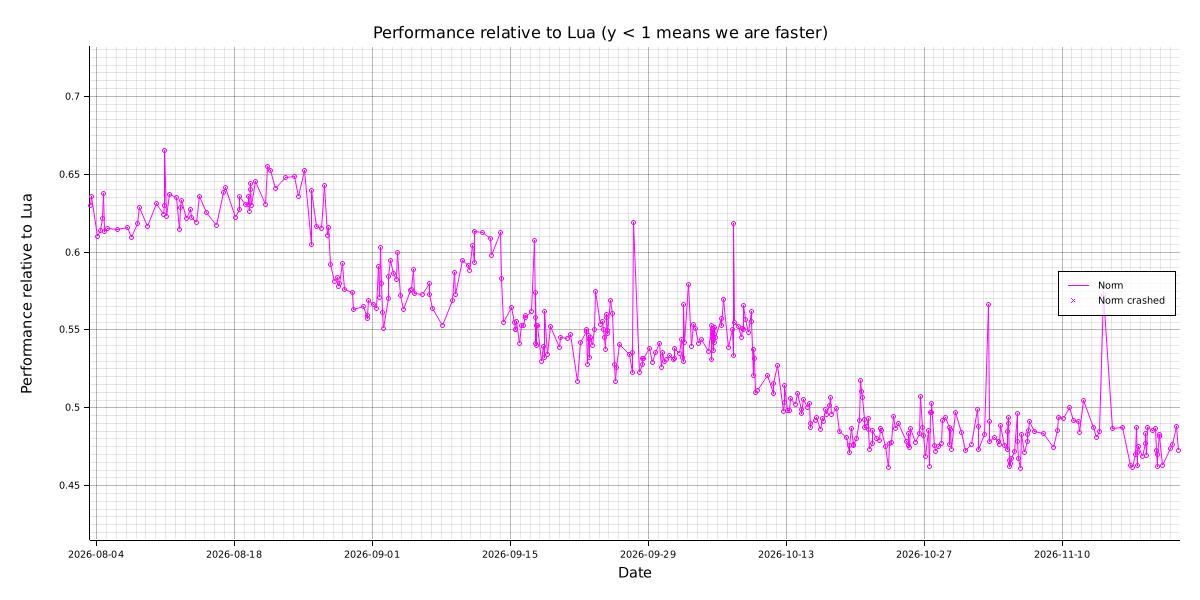 Performance relative to Lua (y < 1 means we are faster)
Performance relative to Lua
0.7
0.65
0.6
0.55
0.5
0.45
Norm
Norm crashed
2026-08-04
2026-08-18
2026-09-01
2026-09-15
2026-09-29
2026-10-13
2026-10-27
2026-11-10
Date